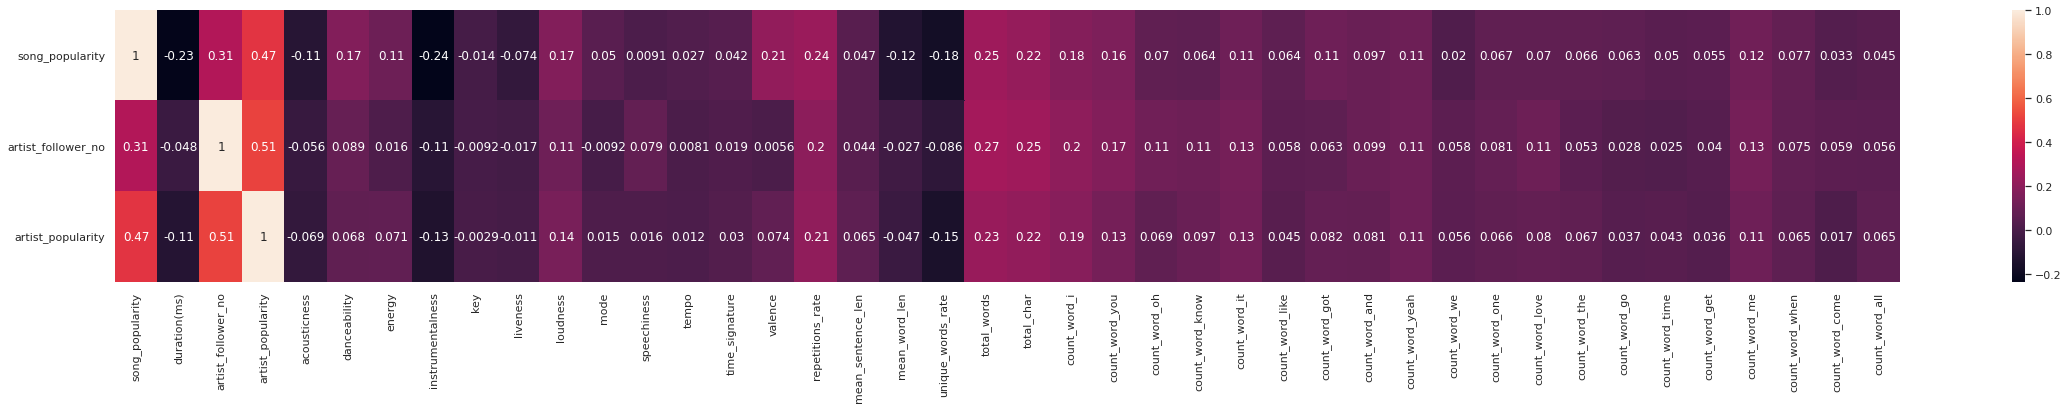 song_popularity 1 -0.23 0.31 0.47 -0.11 0.17 0.11 -0.24 -0.014 -0.074 0.17 0.05 0.0091 0.027 0.042 0.21 0.24 0.047 -0.12 -0.18 0.25 0.22 0.18 0.16 0.07 0.064 0.11 0.064 0.11 0.097 0.11 0.02 0.067 0.07 0.066 0.063 0.05 0.055 0.12 0.077 0.033 0.045
artist_follower_no 0.31 -0.048 1 0.51 -0.056 0.089 0.016 -0.11 -0.0092 -0.017 0.11 -0.0092 0.079 0.0081 0.019 0.0056 0.2 0.044 -0.027 -0.086 0.27 0.25 0.2 0.17 0.11 0.11 0.13 0.058 0.063 0.099 0.11 0.058 0.081 0.11 0.053 0.028 0.025 0.04 0.13 0.075 0.059 0.056
artist_popularity 0.47 -0.11 0.51 1 -0.069 0.068 0.071 -0.13 -0.0029 -0.011 0.14 0.015 0.016 0.012 0.03 0.074 0.21 0.065 -0.047 -0.15 0.23 0.22 0.19 0.13 0.069 0.097 0.13 0.045 0.082 0.081 0.11 0.056 0.066 0.08 0.067 0.037 0.043 0.036 0.11 0.065 0.017 0.065
song_popularity
duration(ms)
artist_follower_no
artist_popularity
acousticness
danceability
energy
instrumentalness
key
liveness
loudness
mode
speechiness
tempo
time_signature
valence
repetitions_rate
mean_sentence_len
mean_word_len
unique_words_rate
total_words
total_char
count_word_i
count_word_you
count_word_oh
count_word_know
count_word_it
count_word_like
count_word_got
count_word_and
count_word_yeah
count_word_we
count_word_one
count_word_love
count_word_the
count_word_go
count_word_time
count_word_get
count_word_me
count_word_when
count_word_come
count_word_all
1.0
0.8
0.6
0.4
0.2
0.0
−0.2